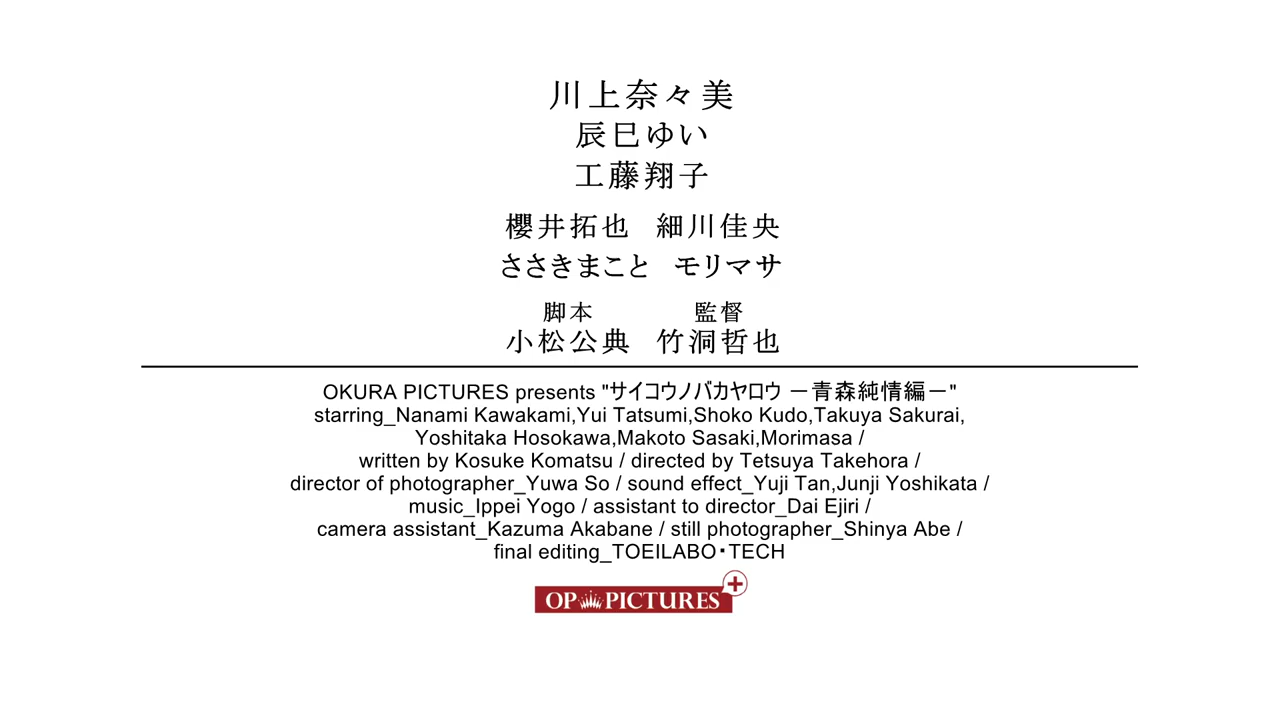 川上奈々美
辰巳ゆい
工藤翔子
櫻井拓也 細川佳央
ささきまこと モリマサ
脚本 監督
小松公典 竹洞哲也
OKURA PICTURES presents "サイコウノバカヤロウ －青森純情編－"
starring_Nanami Kawakami,Yui Tatsumi,Shoko Kudo,Takuya Sakurai,
Yoshitaka Hosokawa,Makoto Sasaki,Morimasa /
written by Kosuke Komatsu / directed by Tetsuya Takehora /
director of photographer_Yuwa So / sound effect_Yuji Tan,Junji Yoshikata /
music_Ippei Yogo / assistant to director_Dai Ejiri /
camera assistant_Kazuma Akabane / still photographer_Shinya Abe /
final editing_TOEILABO・TECH
OP PICTURES +